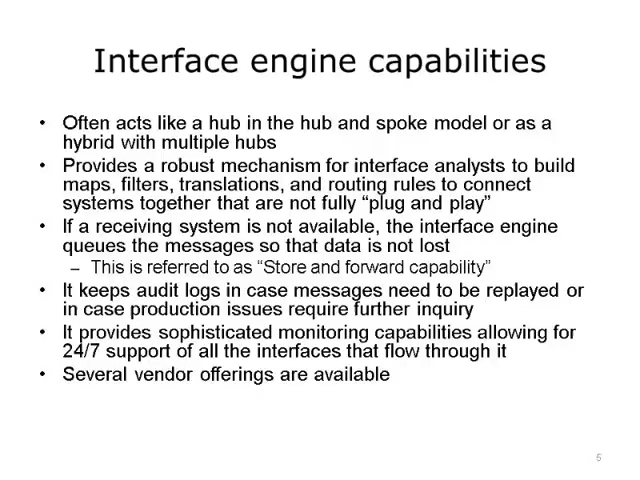 Interface engine capabilities
• Often acts like a hub in the hub and spoke model or as a
hybrid with multiple hubs
• Provides a robust mechanism for interface analysts to build
maps, filters, translations, and routing rules to connect
systems together that are not fully “plug and play”
• If a receiving system is not available, the interface engine
queues the messages so that data is not lost
– This is referred to as “Store and forward capability”
• It keeps audit logs in case messages need to be replayed or
in case production issues require further inquiry
• It provides sophisticated monitoring capabilities allowing for
24/7 support of all the interfaces that flow through it
• Several vendor offerings are available
5